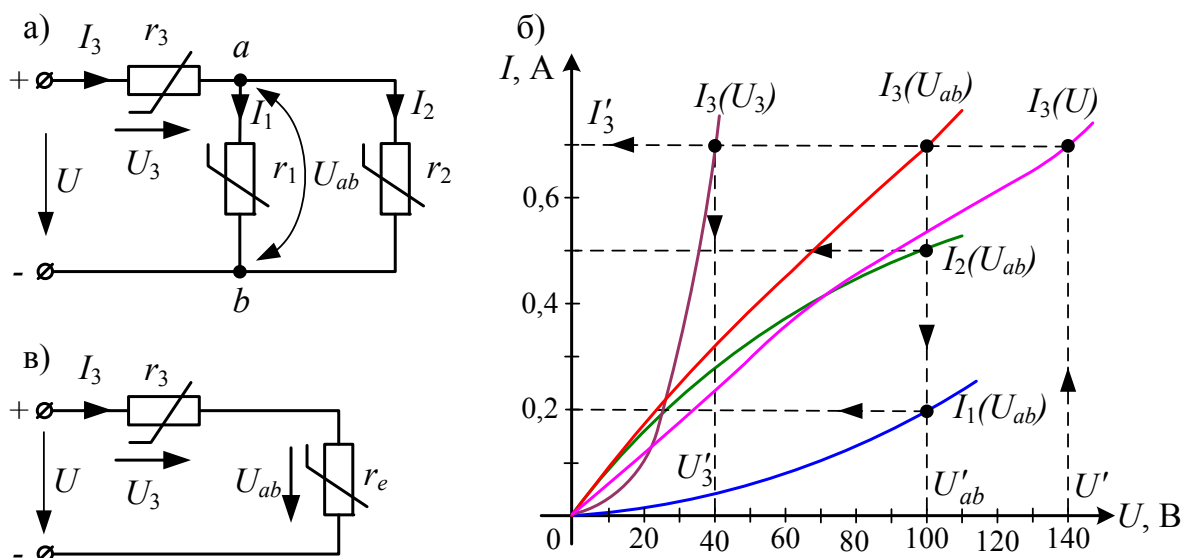 а)
I3 r3 a
+
I1 I2
U3
U r1 Uab r2
-
b
в)
I3 r3
+
U U3 Uab re
-
б)
I, А
I′3 I3(U3) I3(Uab) I3(U)
0,6
I2(Uab)
0,4
0,2 I1(Uab)
U′3 U′ab U′ U, В
0 20 40 60 80 100 120 140